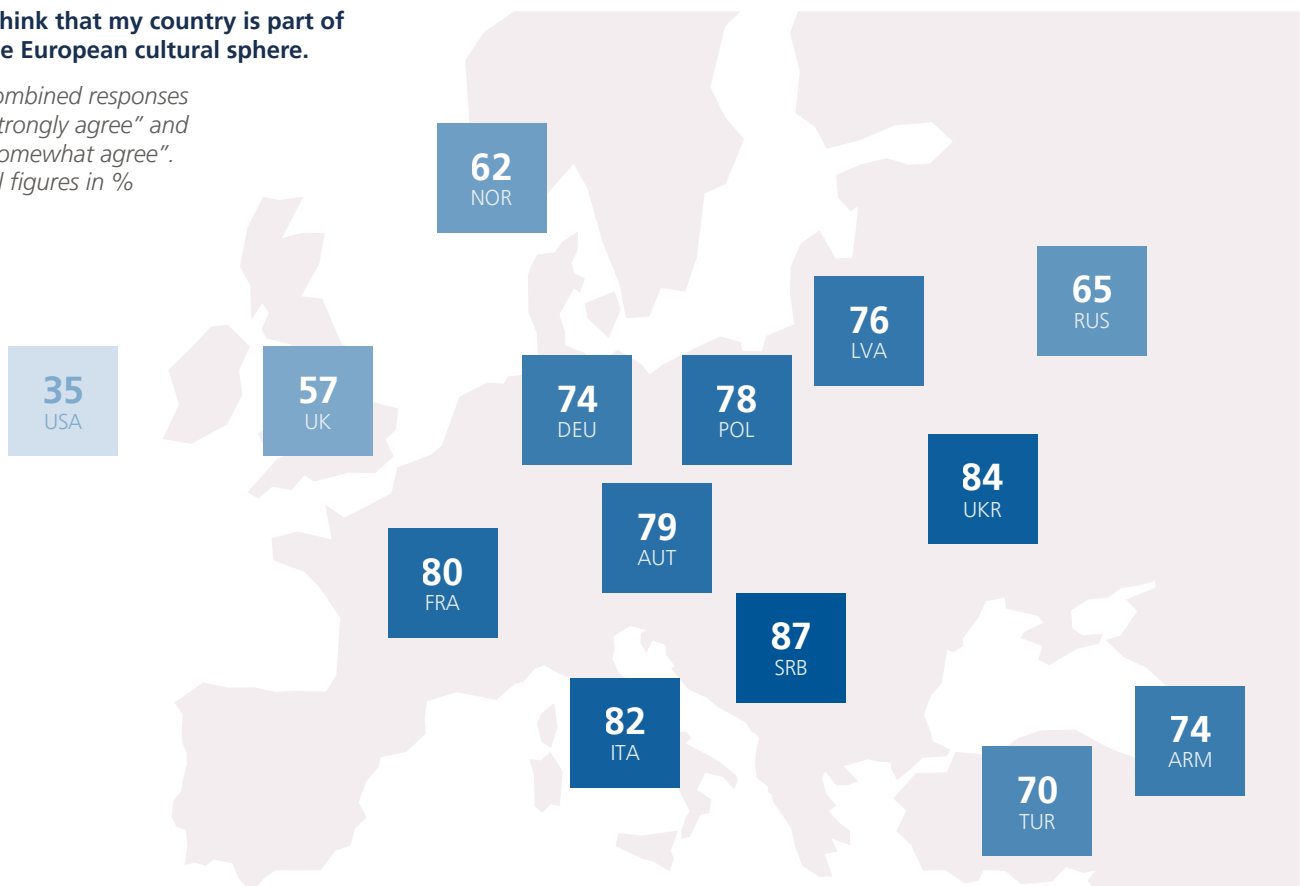 hink that my country is part of
e European cultural sphere.
ombined responses
trongly agree” and
omewhat agree”.
l figures in %
62
NOR
65
RUS
76
LVA
35
USA
57
UK
74
DEU
78
POL
84
UKR
79
AUT
80
FRA
87
SRB
82
ITA
74
ARM
70
TUR